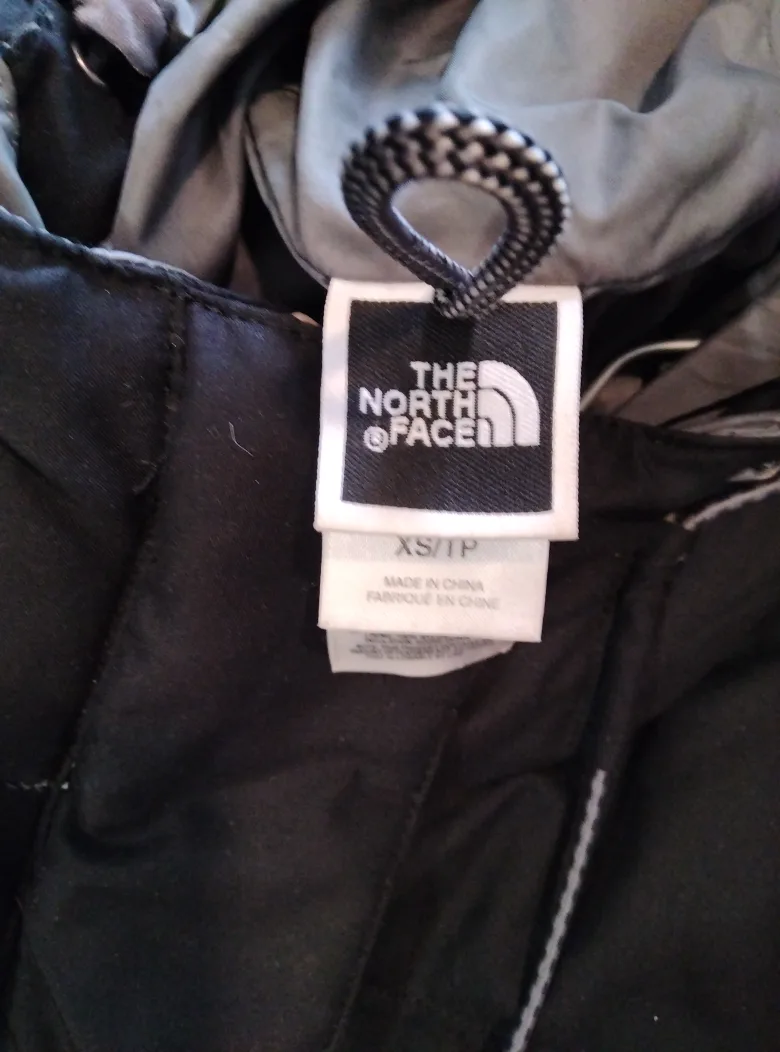 THE
NORTH
®FACE
XS/TP
MADE IN CHINA
FABRIQUÉ EN CHINE